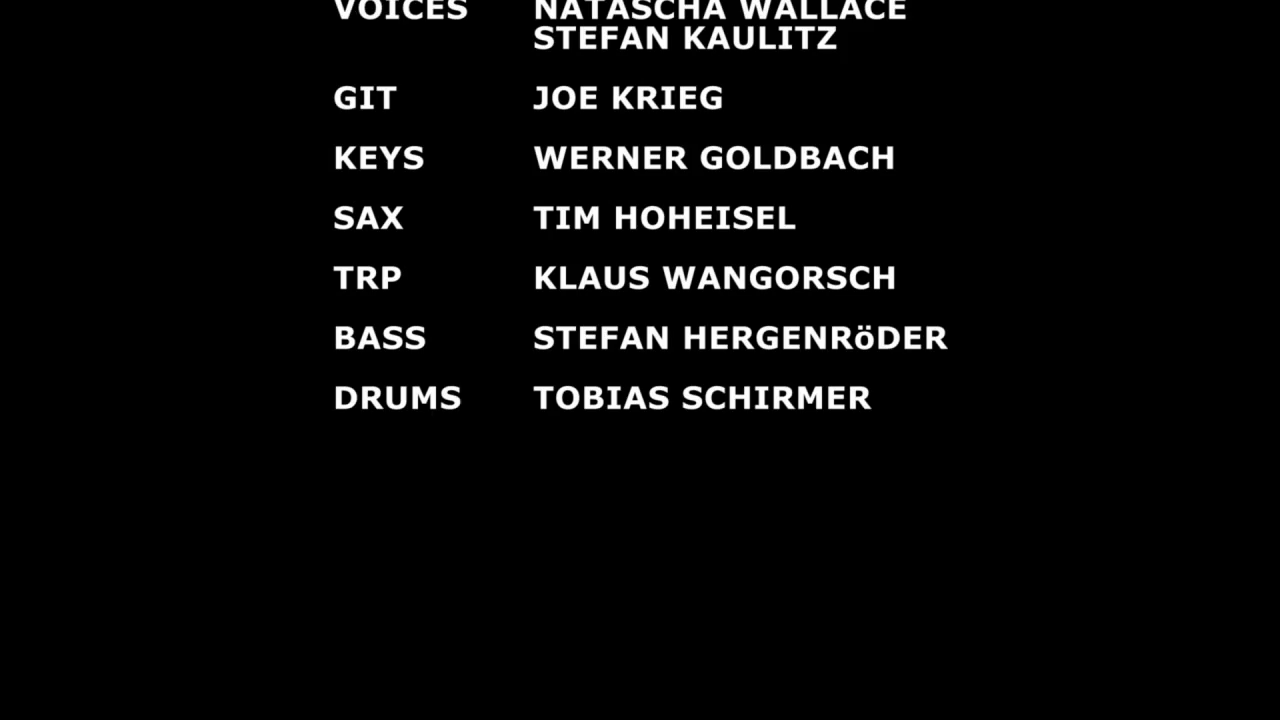 VOICES NATASCHA WALLACE
STEFAN KAULITZ
GIT JOE KRIEG
KEYS WERNER GOLDBACH
SAX TIM HOHEISEL
TRP KLAUS WANGORSCH
BASS STEFAN HERGENRöDER
DRUMS TOBIAS SCHIRMER